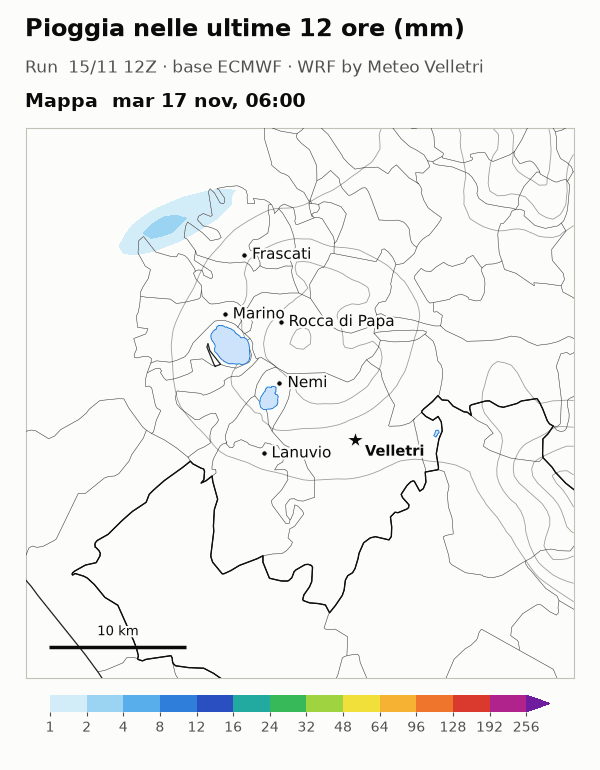 Pioggia nelle ultime 12 ore (mm)
Run  15/11 12Z · base ECMWF · WRF by Meteo Velletri
Mappa  mar 17 nov, 06:00
Frascati
Marino
Rocca di Papa
Nemi
Velletri
Lanuvio
10 km
1 2 4 8 12 16 24 32 48 64 96 128 192 256